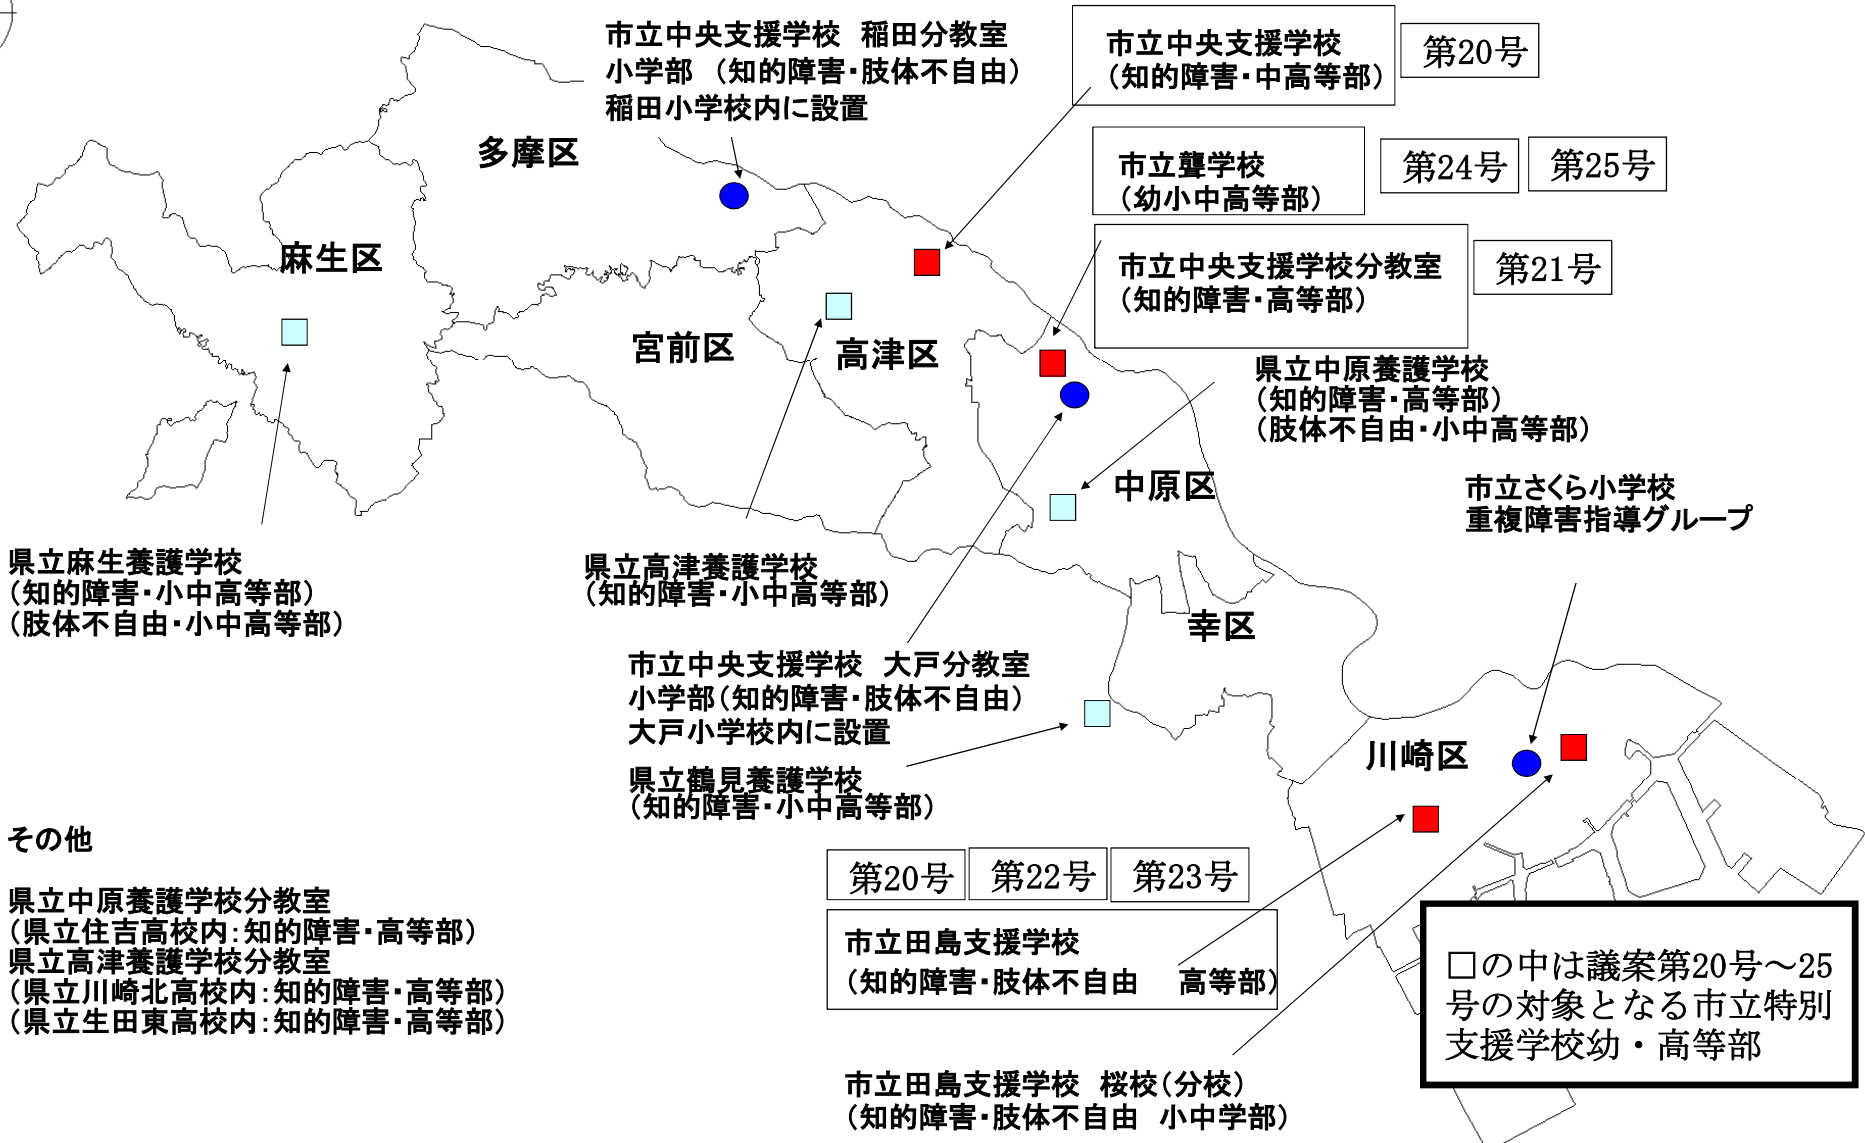 市立中央支援学校　稲田分教室
小学部　（知的障害・肢体不自由）
稲田小学校内に設置
市立中央支援学校
（知的障害・中高等部）
第20号
多摩区
市立聾学校
（幼小中高等部）
第24号
第25号
麻生区
市立中央支援学校分教室
（知的障害・高等部）
第21号
宮前区
高津区
県立中原養護学校
（知的障害・高等部）
（肢体不自由・小中高等部）
中原区
市立さくら小学校
重複障害指導グループ
県立麻生養護学校
（知的障害・小中高等部）
（肢体不自由・小中高等部）
県立高津養護学校
（知的障害・小中高等部）
幸区
市立中央支援学校　大戸分教室
小学部（知的障害・肢体不自由）
大戸小学校内に設置
県立鶴見養護学校
（知的障害・小中高等部）
川崎区
その他
県立中原養護学校分教室
（県立住吉高校内：知的障害・高等部）
県立高津養護学校分教室
（県立川崎北高校内：知的障害・高等部）
（県立生田東高校内：知的障害・高等部）
第20号
第22号
第23号
市立田島支援学校
（知的障害・肢体不自由　高等部）
市立田島支援学校　桜校（分校）
（知的障害・肢体不自由　小中学部）
□の中は議案第20号～25
号の対象となる市立特別
支援学校幼・高等部